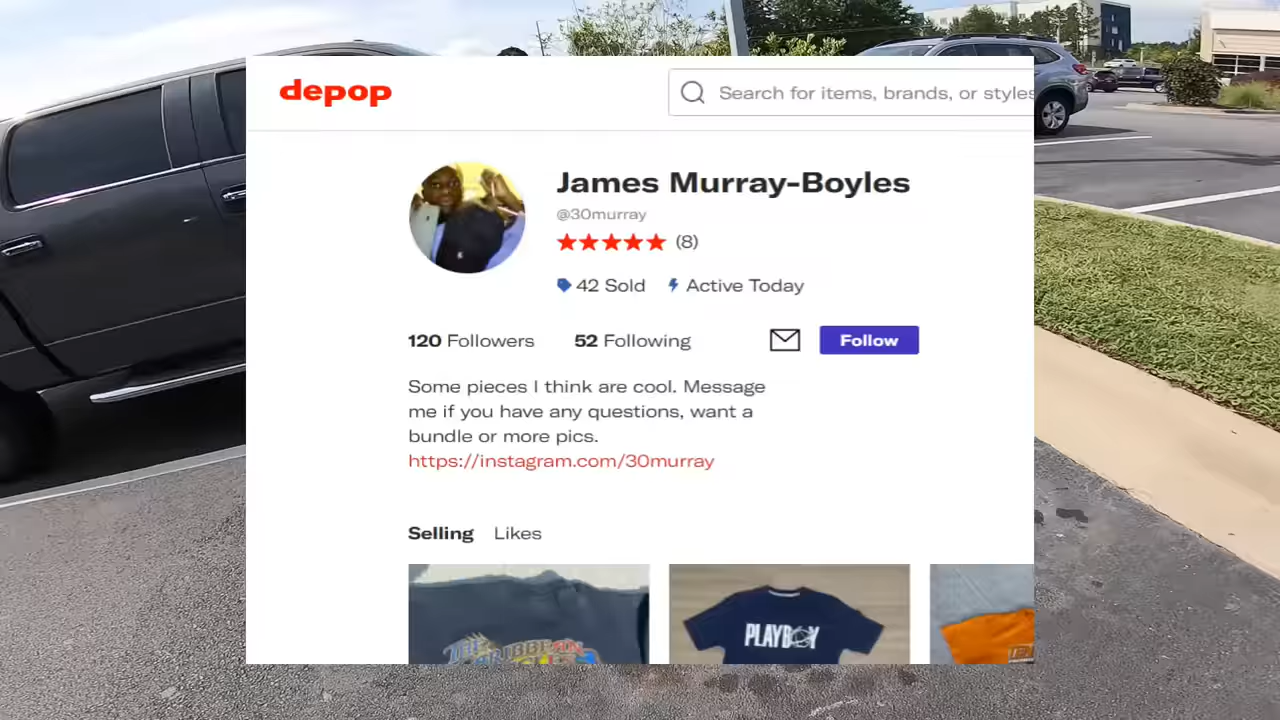 depop
Search for items, brands, or styles
James Murray-Boyles
@30murray
(8)
42 Sold
Active Today
120 Followers
52 Following
Follow
Some pieces I think are cool. Message
me if you have any questions, want a
bundle or more pics.
https://instagram.com/30murray
Selling
Likes
PLAYBOY